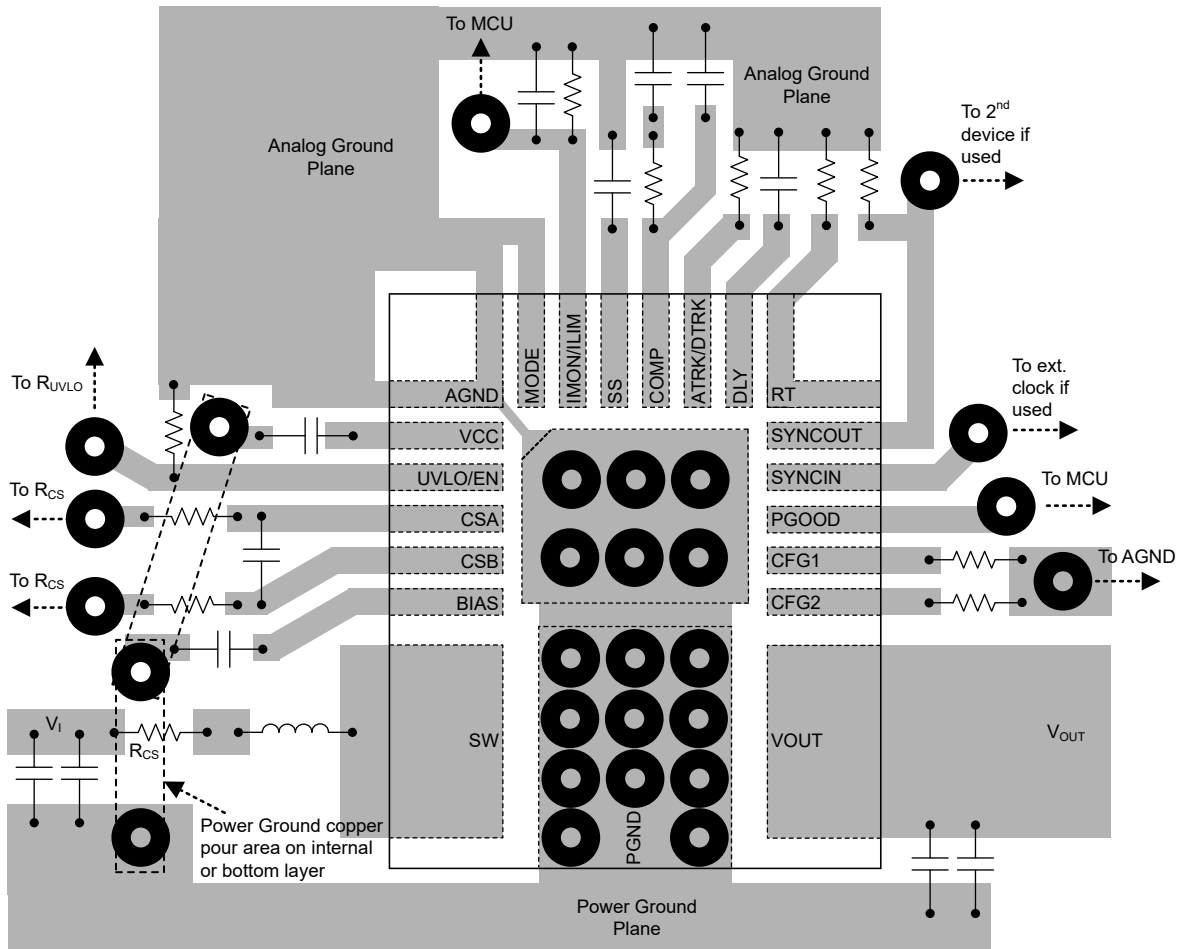 To MCU
Analog Ground
Plane
Analog Ground
Plane
To 2nd
device if
used
MODE
IMON/ILIM
SS
COMP
ATRK/DTRK
DLY
To RUVLO
AGND
RT
To ext.
clock if
used
VCC
SYNCOUT
UVLO/EN
SYNCIN
To RCS
CSA
PGOOD
To MCU
CSB
CFG1
To AGND
To RCS
BIAS
CFG2
VI
RCS
SW
VOUT
VOUT
Power Ground copper
pour area on internal
or bottom layer
PGND
Power Ground
Plane